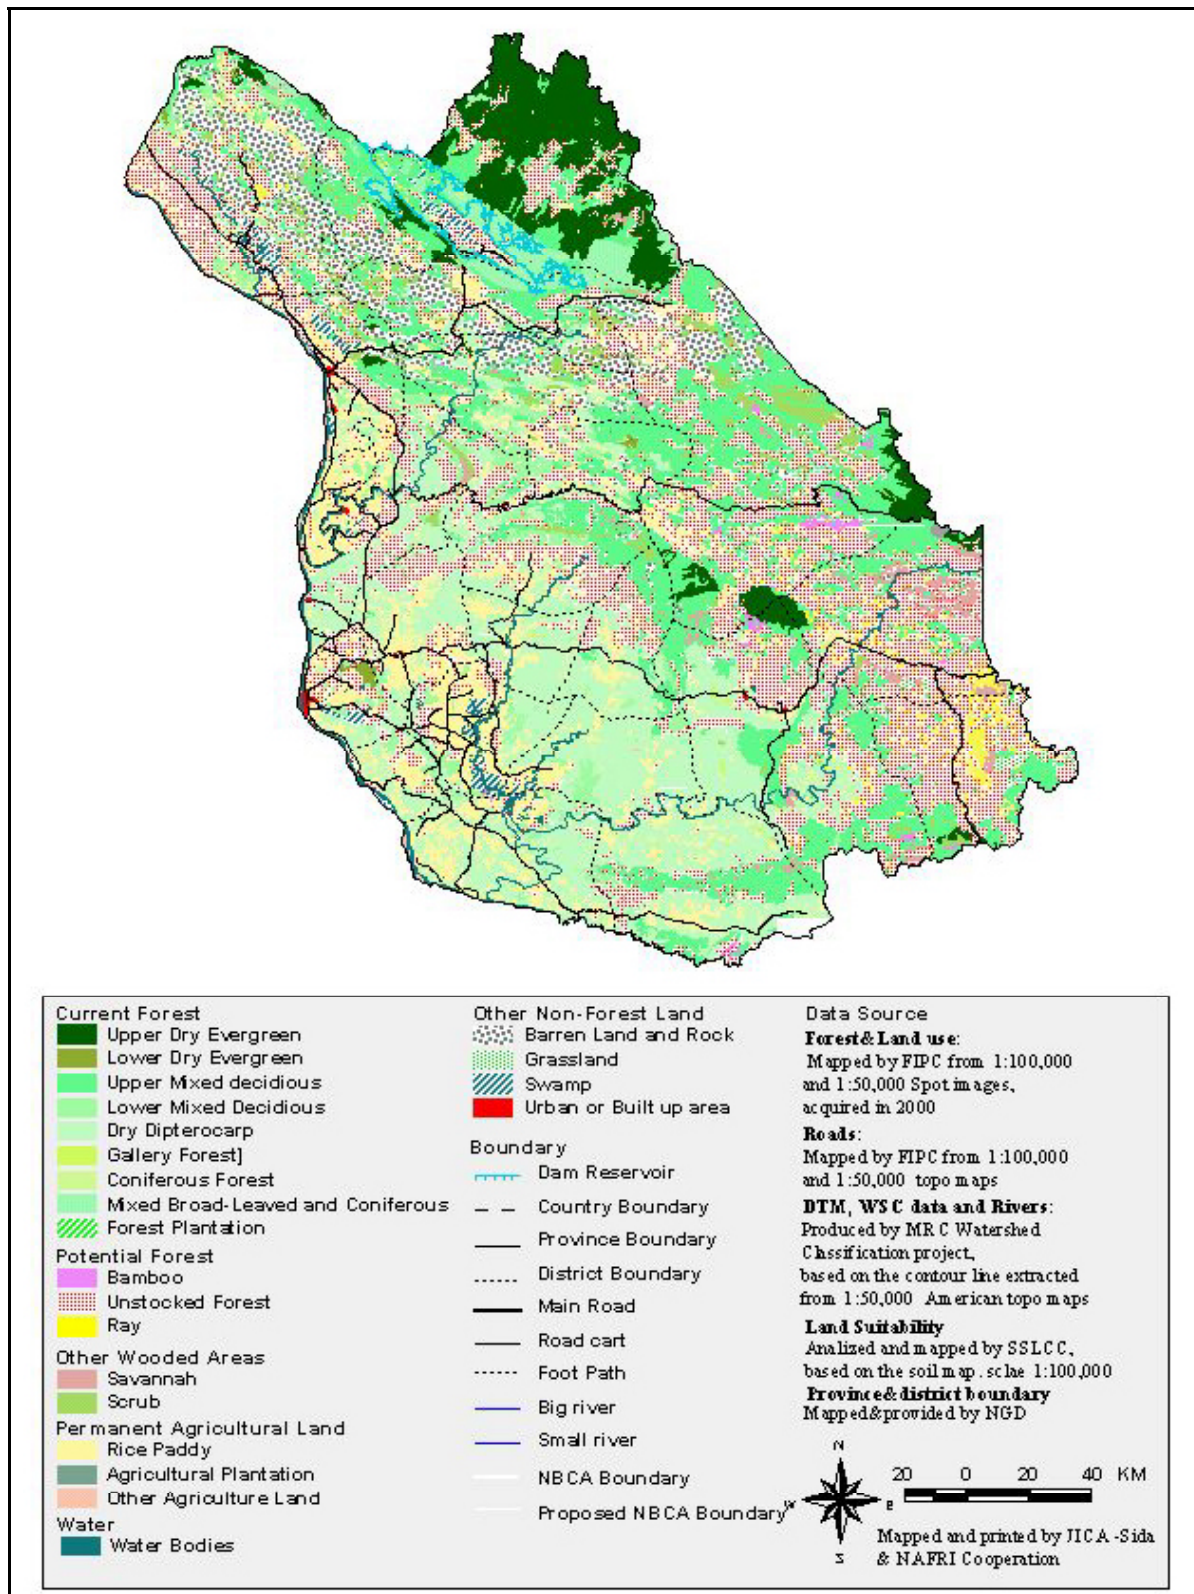 Current Forest
Upper Dry Evergreen
Lower Dry Evergreen
Upper Mixed decidious
Lower Mixed Decidious
Dry Dipterocarp
Gallery Forest]
Coniferous Forest
Mixed Broad-Leaved and Coniferous
Forest Plantation
Potential Forest
Bamboo
Unstocked Forest
Ray
Other Wooded Areas
Savannah
Scrub
Permanent Agricultural Land
Rice Paddy
Agricultural Plantation
Other Agriculture Land
Water
Water Bodies
Other Non-Forest Land
Barren Land and Rock
Grassland
Swamp
Urban or Built up area
Boundary
Dam Reservoir
Country Boundary
Province Boundary
District Boundary
Main Road
Road cart
Foot Path
Big river
Small river
NBCA Boundary
Proposed NBCA Boundary
Data Source
Forest& Land use:
Mapped by FIPC from 1:100,000
and 1:50,000 Spot images,
acquired in 2000
Roads:
Mapped by FIPC from 1:100,000
and 1:50,000 topo maps
DTM, WSC data and Rivers:
Produced by MRC Watershed
Classification project,
based on the contour line extracted
from 1:50,000 American topo maps
Land Suitability
Analized and mapped by SSLCC,
based on the soil map. sclae 1:100,000
Province& district boundary
Mapped&provided by NGD
N
W
E
S
20 0 20 40 KM
Mapped and printed by JICA -Sida
& NAFRI Cooperation